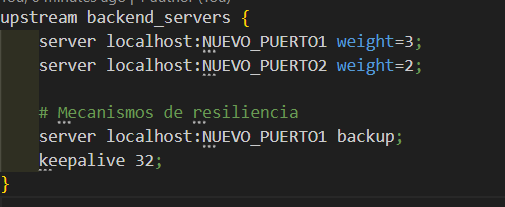 upstream backend_servers {
    server localhost:NUEVO_PUERTO1 weight=3;
    server localhost:NUEVO_PUERTO2 weight=2;

    # Mecanismos de resiliencia
    server localhost:NUEVO_PUERTO1 backup;
    keepalive 32;
}